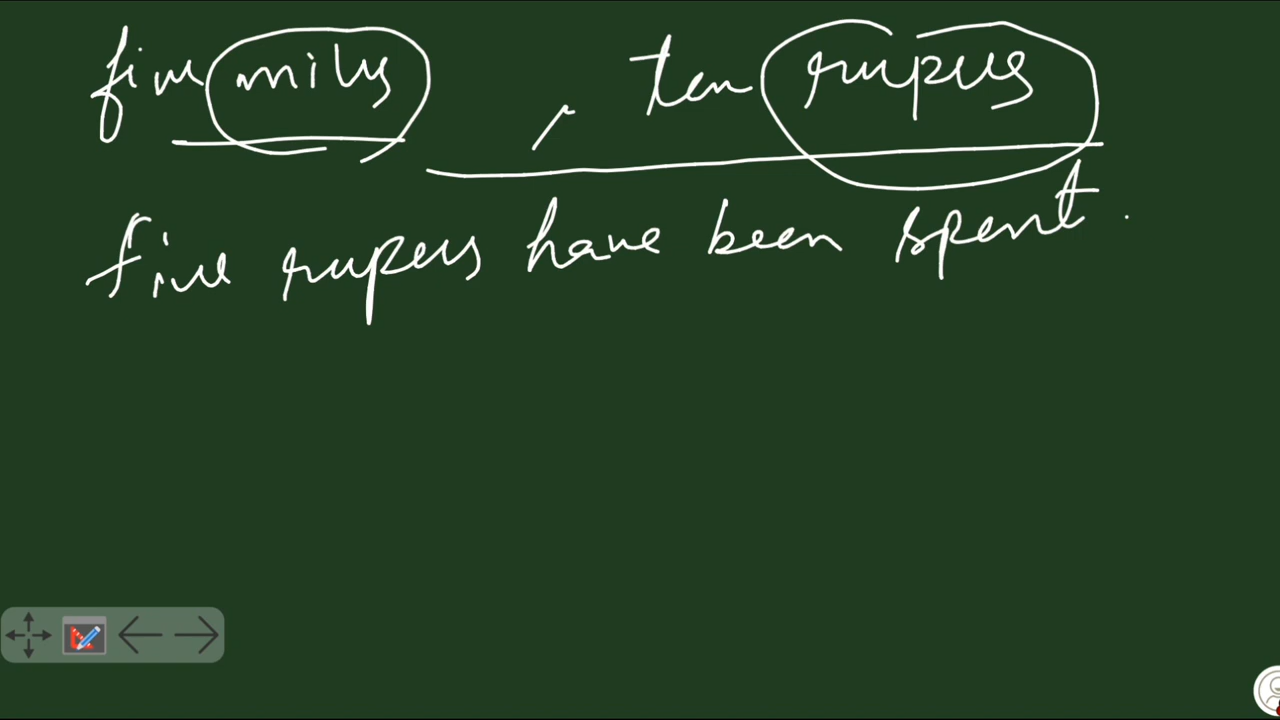 five miles , ten rupees
five rupees have been spent .